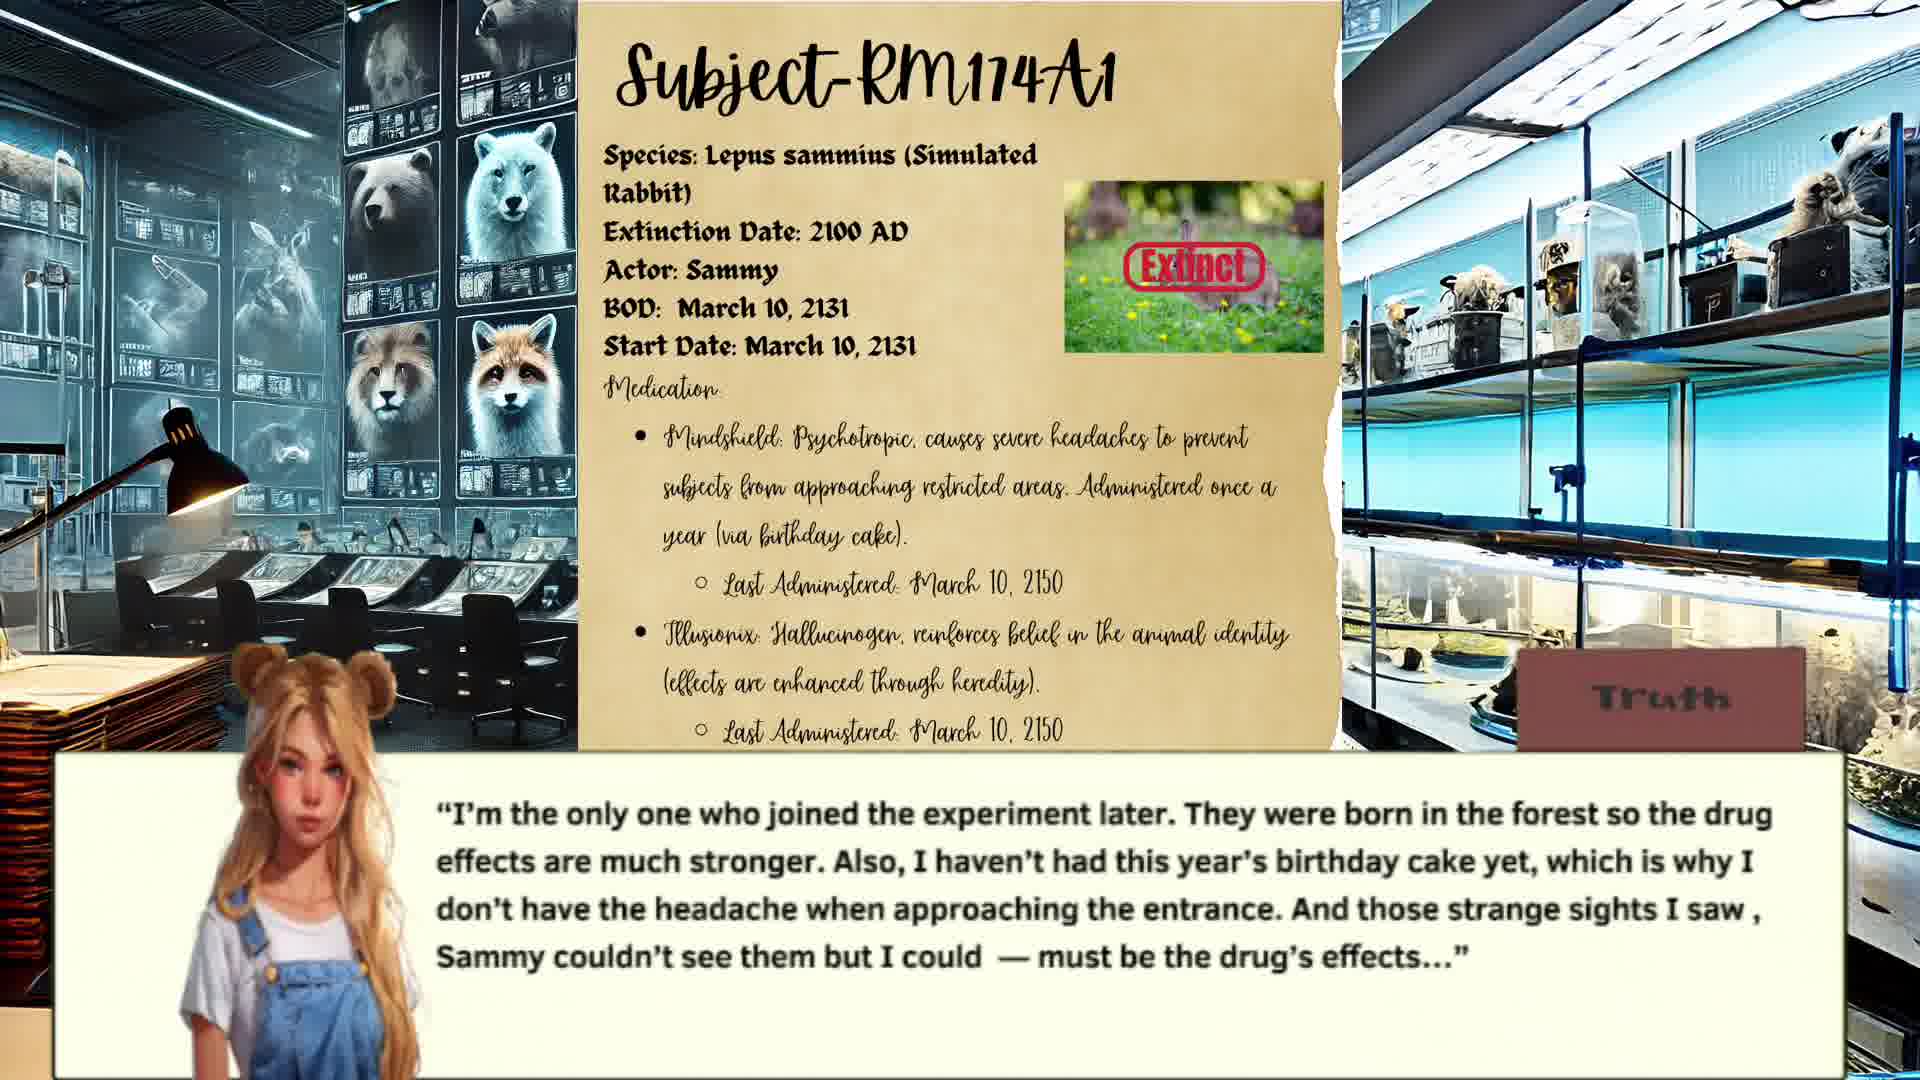 Subject-RM174A1
Species: Lepus sammius (Simulated
Rabbit)
Extinction Date: 2100 AD
Actor: Sammy
BOD: March 10, 2131
Start Date: March 10, 2131
Extinct
Medication:
• Mindshield: Psychotropic, causes severe headaches to prevent
subjects from approaching restricted areas. Administered once a
year (via birthday cake).
○ Last Administered: March 10, 2150
• Illusionix: Hallucinogen, reinforces belief in the animal identity
(effects are enhanced through heredity).
○ Last Administered: March 10, 2150
Truth
“I’m the only one who joined the experiment later. They were born in the forest so the drug
effects are much stronger. Also, I haven’t had this year’s birthday cake yet, which is why I
don’t have the headache when approaching the entrance. And those strange sights I saw ,
Sammy couldn’t see them but I could — must be the drug’s effects...”